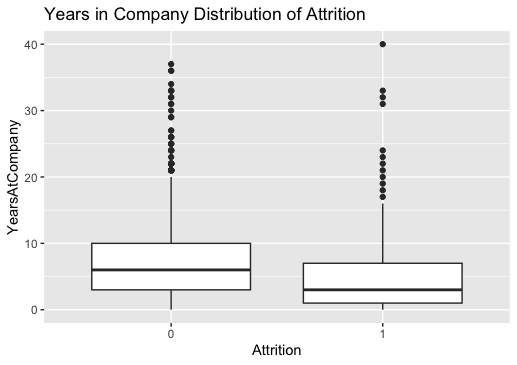 Years in Company Distribution of Attrition
YearsAtCompany
40
30
20
10
0
0
1
Attrition